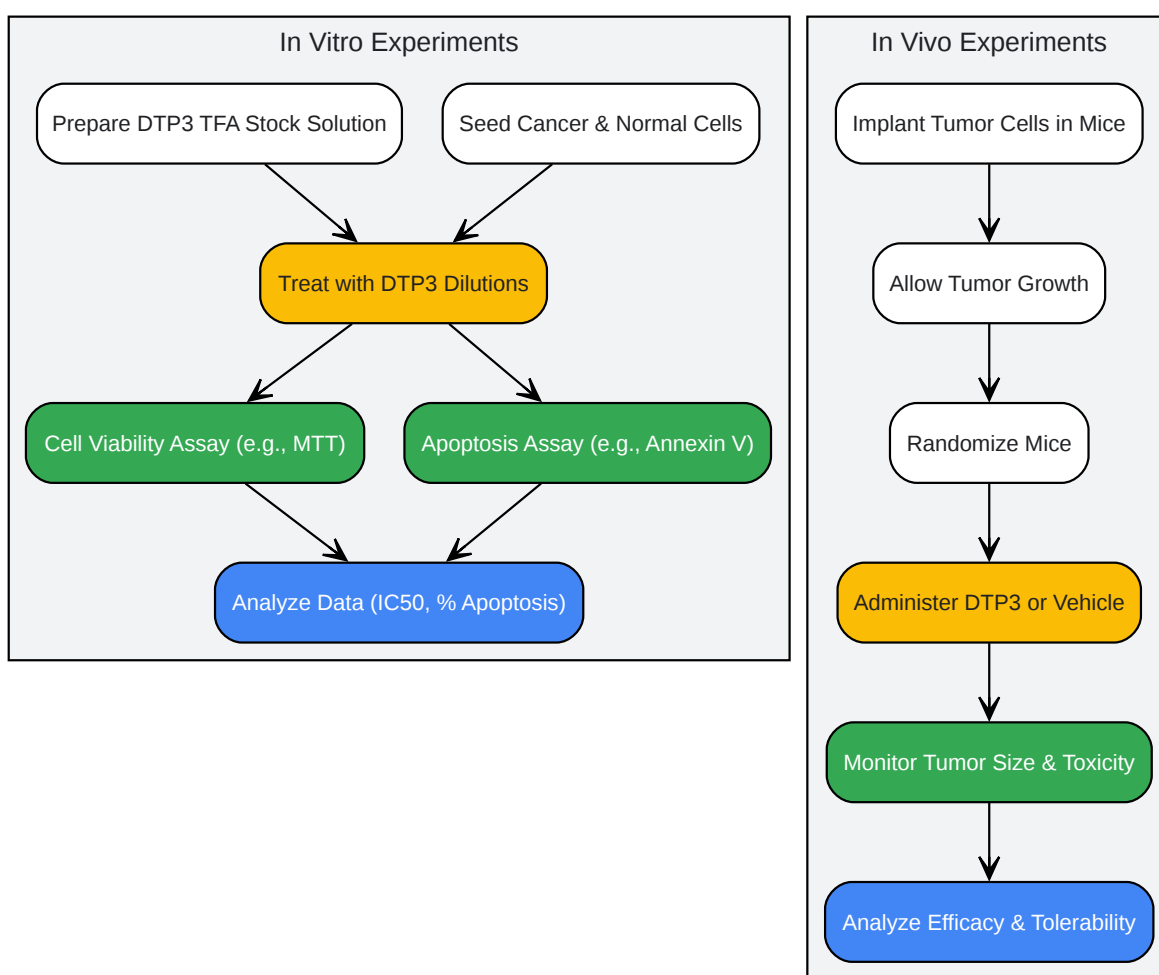 In Vitro Experiments
Prepare DTP3 TFA Stock Solution
Seed Cancer & Normal Cells
Treat with DTP3 Dilutions
Cell Viability Assay (e.g., MTT)
Apoptosis Assay (e.g., Annexin V)
Analyze Data (IC50, % Apoptosis)
In Vivo Experiments
Implant Tumor Cells in Mice
Allow Tumor Growth
Randomize Mice
Administer DTP3 or Vehicle
Monitor Tumor Size & Toxicity
Analyze Efficacy & Tolerability